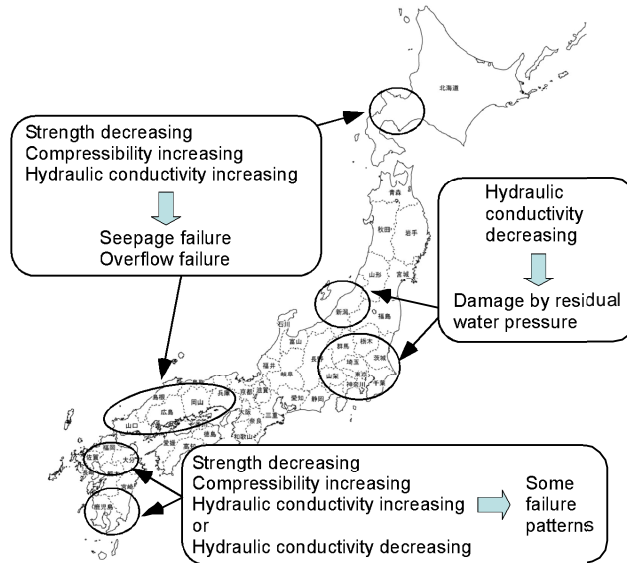 北海道
Strength decreasing
Compressibility increasing
Hydraulic conductivity increasing
Seepage failure
Overflow failure
青森
秋田
岩手
山形
宮城
Hydraulic
conductivity
decreasing
Damage by residual
water pressure
新潟
福島
石川
富山
群馬
栃木
長野
埼玉
茨城
福井
岐阜
山梨
神奈川
千葉
愛知
静岡
島根
岡山
兵庫
京都
滋賀
広島
山口
大阪
三重
奈良
和歌山
愛媛
徳島
福岡
佐賀
大分
宮崎
鹿児島
Strength decreasing
Compressibility increasing
Hydraulic conductivity increasing
or
Hydraulic conductivity decreasing
Some
failure
patterns